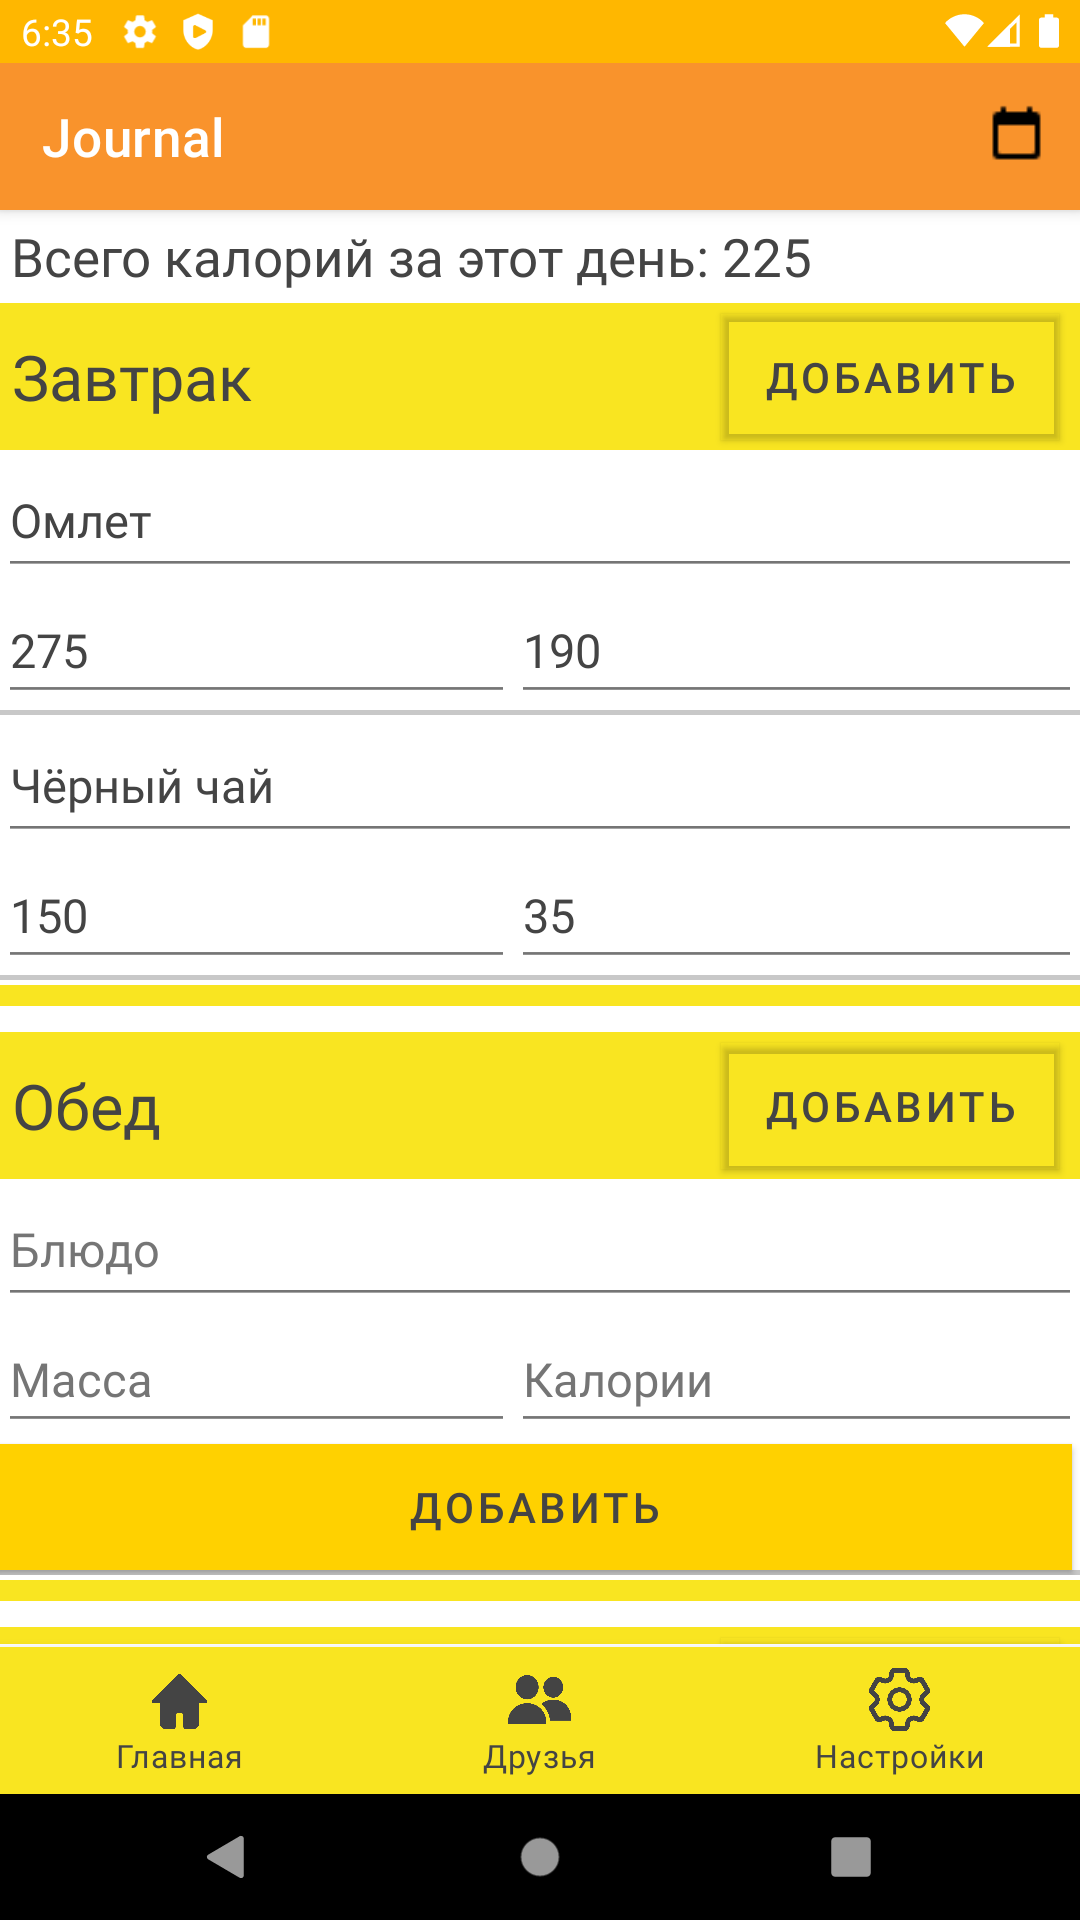 6:35
Journal
Всего калорий за этот день: 225
Завтрак
ДОБАВИТЬ
Омлет
275 190
Чёрный чай
150 35
Обед
ДОБАВИТЬ
Блюдо
Масса Калории
ДОБАВИТЬ
Главная Друзья Настройки